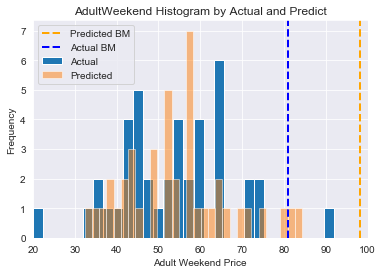 AdultWeekend Histogram by Actual and Predict
Predicted BM
Actual BM
Actual
Predicted
7
6
5
4
3
2
1
0
Frequency
20 30 40 50 60 70 80 90 100
Adult Weekend Price